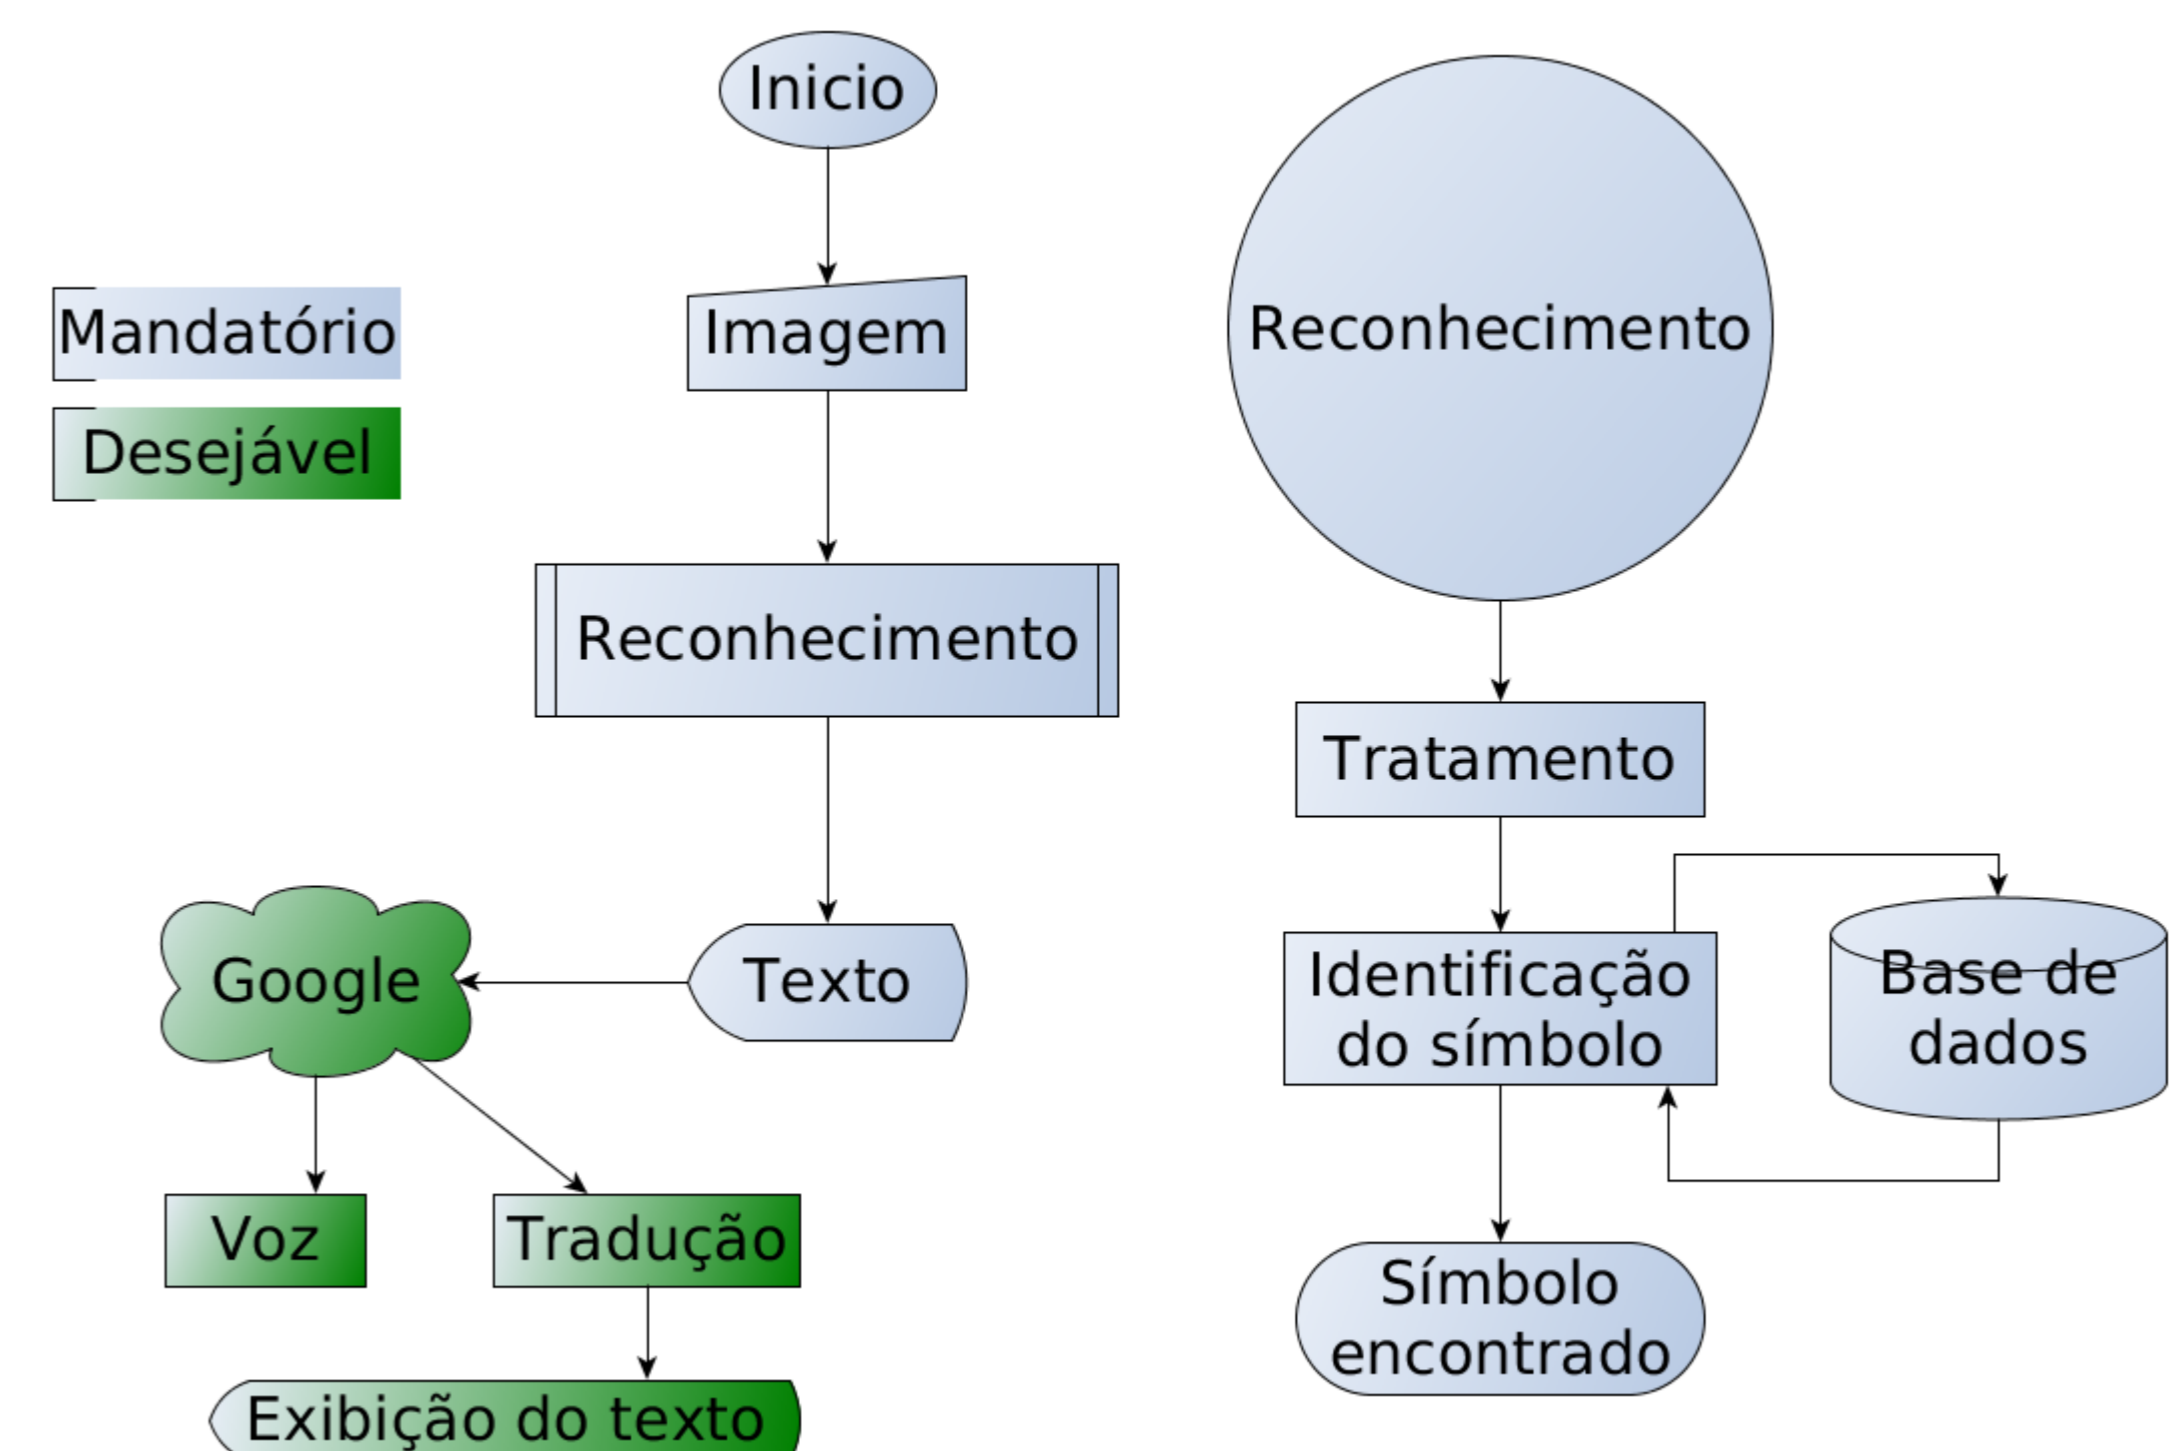 Inicio
Imagem
Mandatório
Desejável
Reconhecimento
Texto
Google
Voz
Tradução
Exibição do texto
Reconhecimento
Tratamento
Identificação
do símbolo
Base de
dados
Símbolo
encontrado